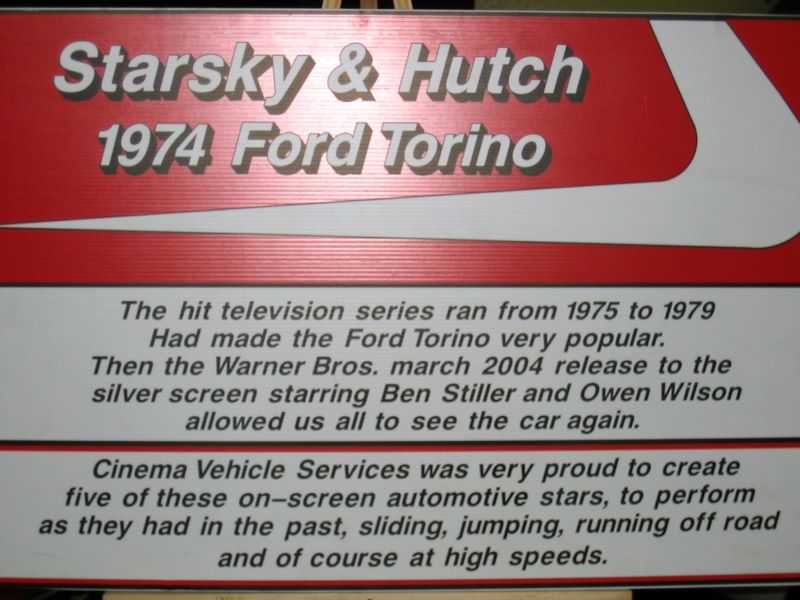 Starsky & Hutch
1974 Ford Torino
The hit television series ran from 1975 to 1979
Had made the Ford Torino very popular.
Then the Warner Bros. march 2004 release to the
silver screen starring Ben Stiller and Owen Wilson
allowed us all to see the car again.
Cinema Vehicle Services was very proud to create
five of these on-screen automotive stars, to perform
as they had in the past, sliding, jumping, running off road
and of course at high speeds.